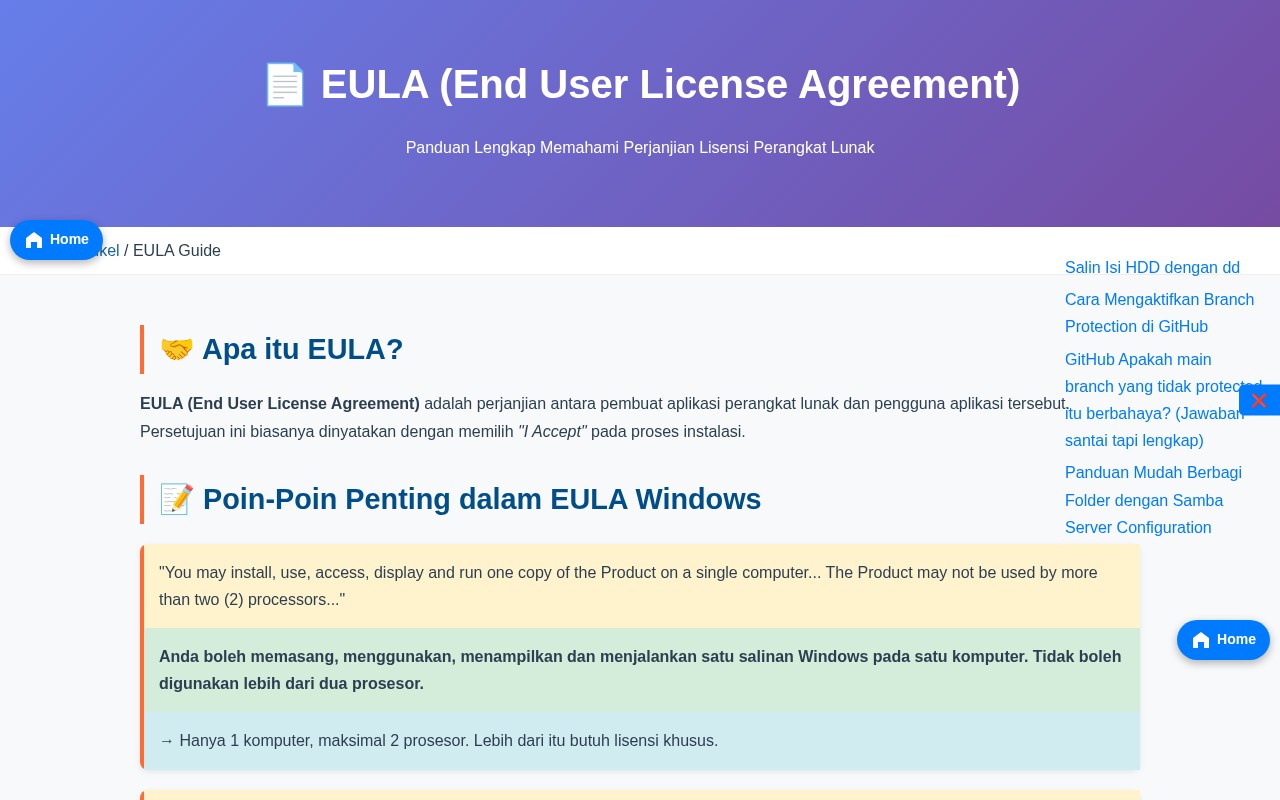 📄 EULA (End User License Agreement)
Panduan Lengkap Memahami Perjanjian Lisensi Perangkat Lunak
Home
/ EULA Guide
Salin Isi HDD dengan dd
Cara Mengaktifkan Branch
Protection di GitHub
GitHub Apakah main
branch yang tidak protected
itu berbahaya? (Jawaban
santai tapi lengkap)
Panduan Mudah Berbagi
Folder dengan Samba
Server Configuration
🤝 Apa itu EULA?
EULA (End User License Agreement) adalah perjanjian antara pembuat aplikasi perangkat lunak dan pengguna aplikasi tersebut.
Persetujuan ini biasanya dinyatakan dengan memilih "I Accept" pada proses instalasi.
📝 Poin-Poin Penting dalam EULA Windows
"You may install, use, access, display and run one copy of the Product on a single computer... The Product may not be used by more
than two (2) processors..."
Anda boleh memasang, menggunakan, menampilkan dan menjalankan satu salinan Windows pada satu komputer. Tidak boleh
digunakan lebih dari dua prosesor.
→ Hanya 1 komputer, maksimal 2 prosesor. Lebih dari itu butuh lisensi khusus.
Home